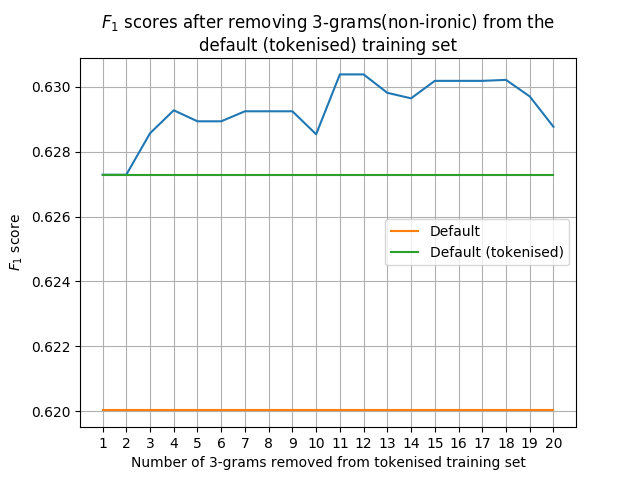 F₁ scores after removing 3-grams(non-ironic) from the
default (tokenised) training set
F₁ score
0.630
0.628
0.626
0.624
0.622
0.620
Default
Default (tokenised)
1 2 3 4 5 6 7 8 9 10 11 12 13 14 15 16 17 18 19 20
Number of 3-grams removed from tokenised training set